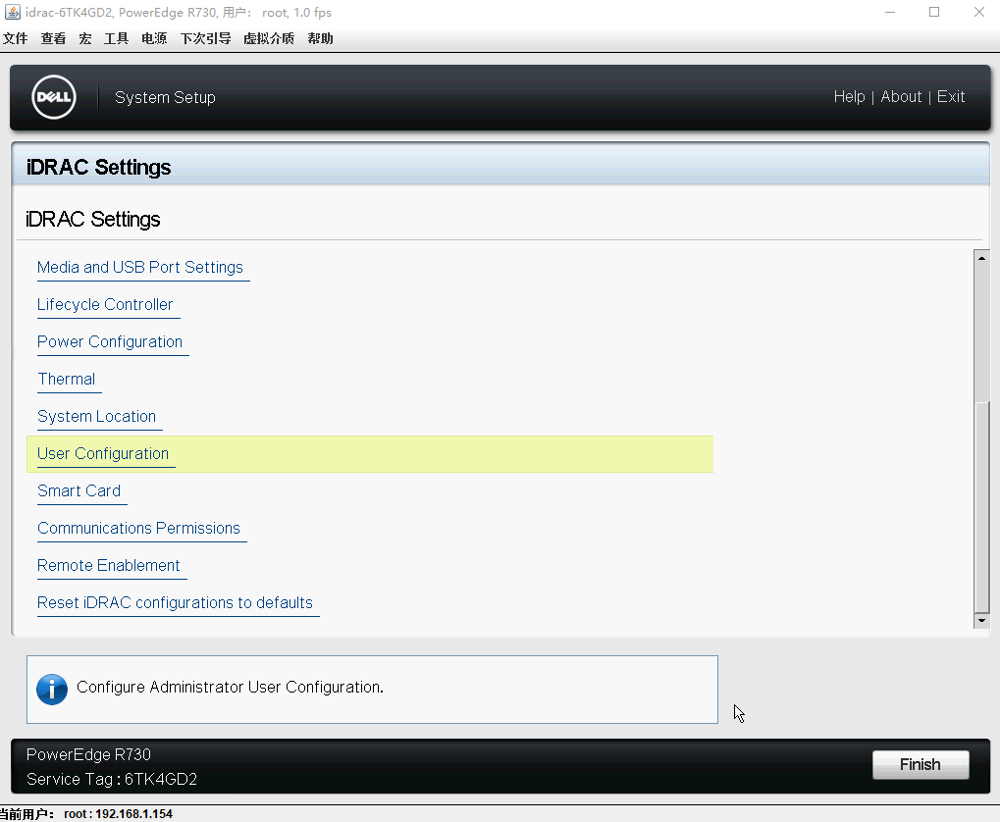 idrac-6TK4GD2, PowerEdge R730, 用户： root, 1.0 fps
文件 查看 宏 工具 电源 下次引导 虚拟介质 帮助
DELL System Setup Help | About | Exit
iDRAC Settings
iDRAC Settings
Media and USB Port Settings
Lifecycle Controller
Power Configuration
Thermal
System Location
User Configuration
Smart Card
Communications Permissions
Remote Enablement
Reset iDRAC configurations to defaults
Configure Administrator User Configuration.
PowerEdge R730
Service Tag : 6TK4GD2
Finish
当前用户： root : 192.168.1.154